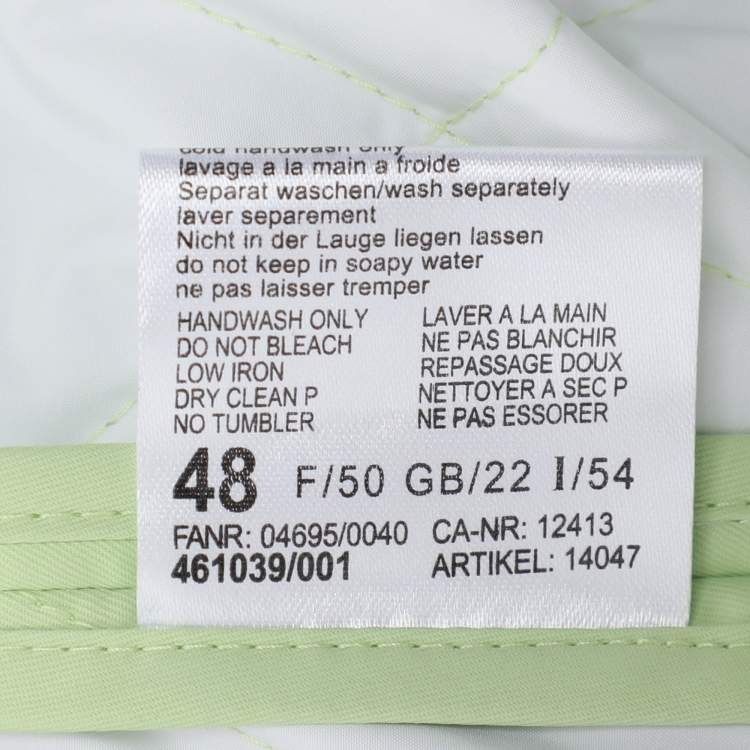 cold handwash only
lavage a la main a froide
Separat waschen/wash separately
laver separement
Nicht in der Lauge liegen lassen
do not keep in soapy water
ne pas laisser tremper
HANDWASH ONLY
DO NOT BLEACH
LOW IRON
DRY CLEAN P
NO TUMBLER
LAVER A LA MAIN
NE PAS BLANCHIR
REPASSAGE DOUX
NETTOYER A SEC P
NE PAS ESSORER
48 F/50 GB/22 I/54
FANR: 04695/0040 CA-NR: 12413
461039/001 ARTIKEL: 14047